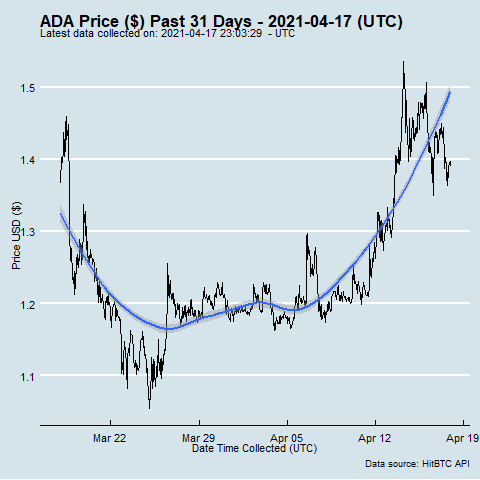 ADA Price ($) Past 31 Days - 2021-04-17 (UTC)
Latest data collected on: 2021-04-17 23:03:29 - UTC
1.5
1.4
1.3
1.2
1.1
Price USD ($)
Mar 22 Mar 29 Apr 05 Apr 12 Apr 19
Date Time Collected (UTC)
Data source: HitBTC API